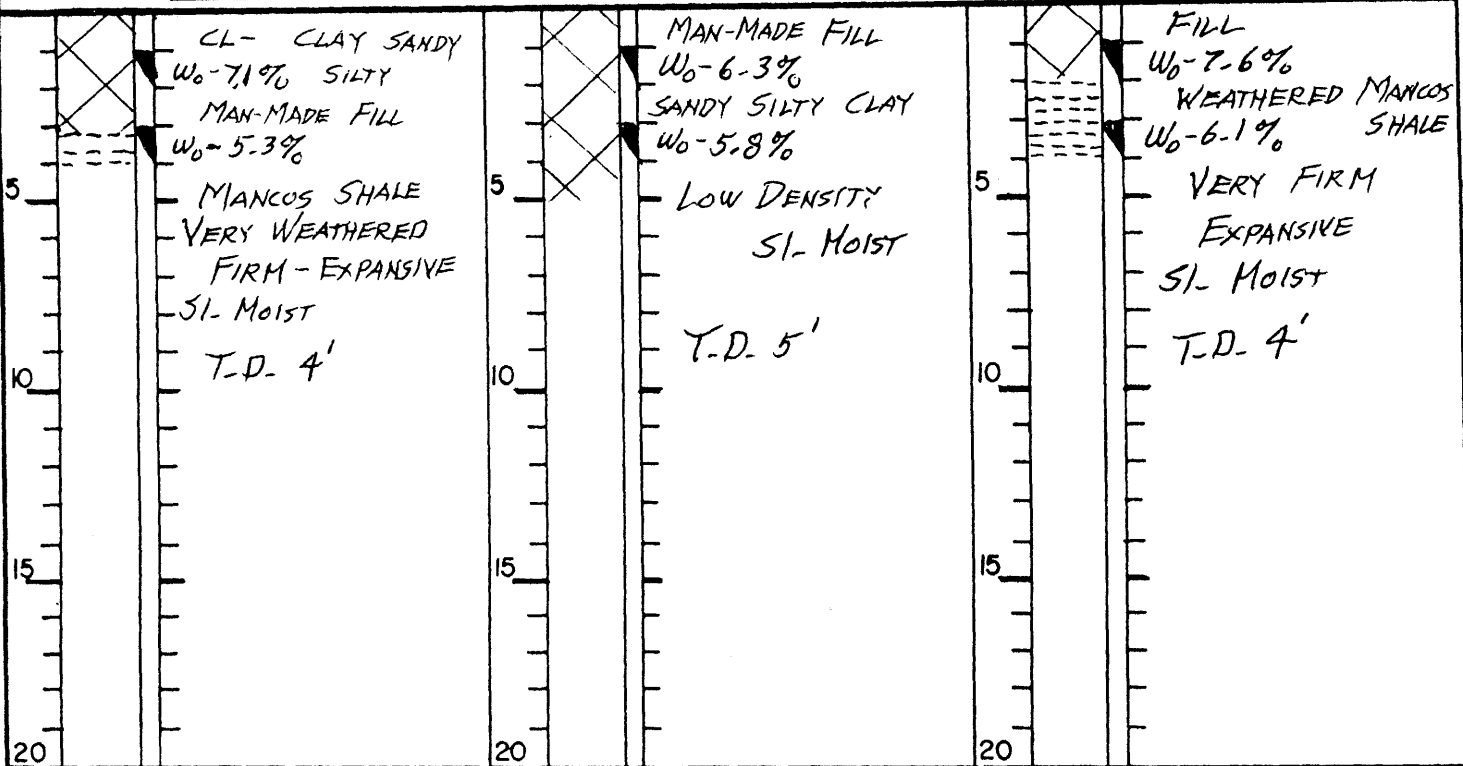 CL- CLAY SANDY
W₀-7.1% SILTY
MAN-MADE FILL
W₀-5.3%
5
MANCOS SHALE
VERY WEATHERED
FIRM-EXPANSIVE
Sl. MOIST
T.D. 4'
10
15
20
MAN-MADE FILL
W₀-6.3%
SANDY SILTY CLAY
W₀-5.8%
5
LOW DENSITY
Sl. MOIST
T.D. 5'
10
15
20
FILL
W₀-7.6%
WEATHERED MANCOS
SHALE
W₀-6.1%
5
VERY FIRM
EXPANSIVE
Sl. MOIST
T.D. 4'
10
15
20